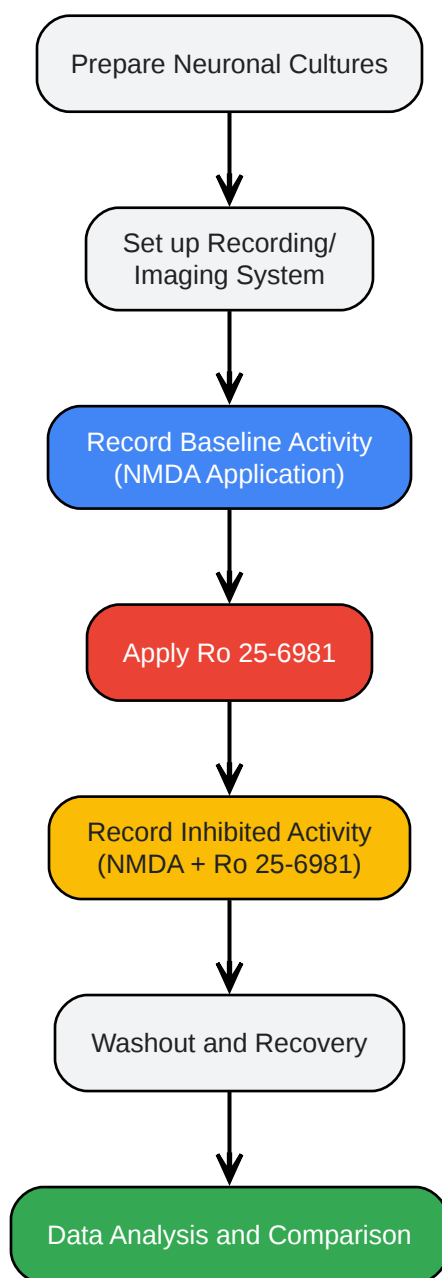 Prepare Neuronal Cultures
Set up Recording/
Imaging System
Record Baseline Activity
(NMDA Application)
Apply Ro 25-6981
Record Inhibited Activity
(NMDA + Ro 25-6981)
Washout and Recovery
Data Analysis and Comparison